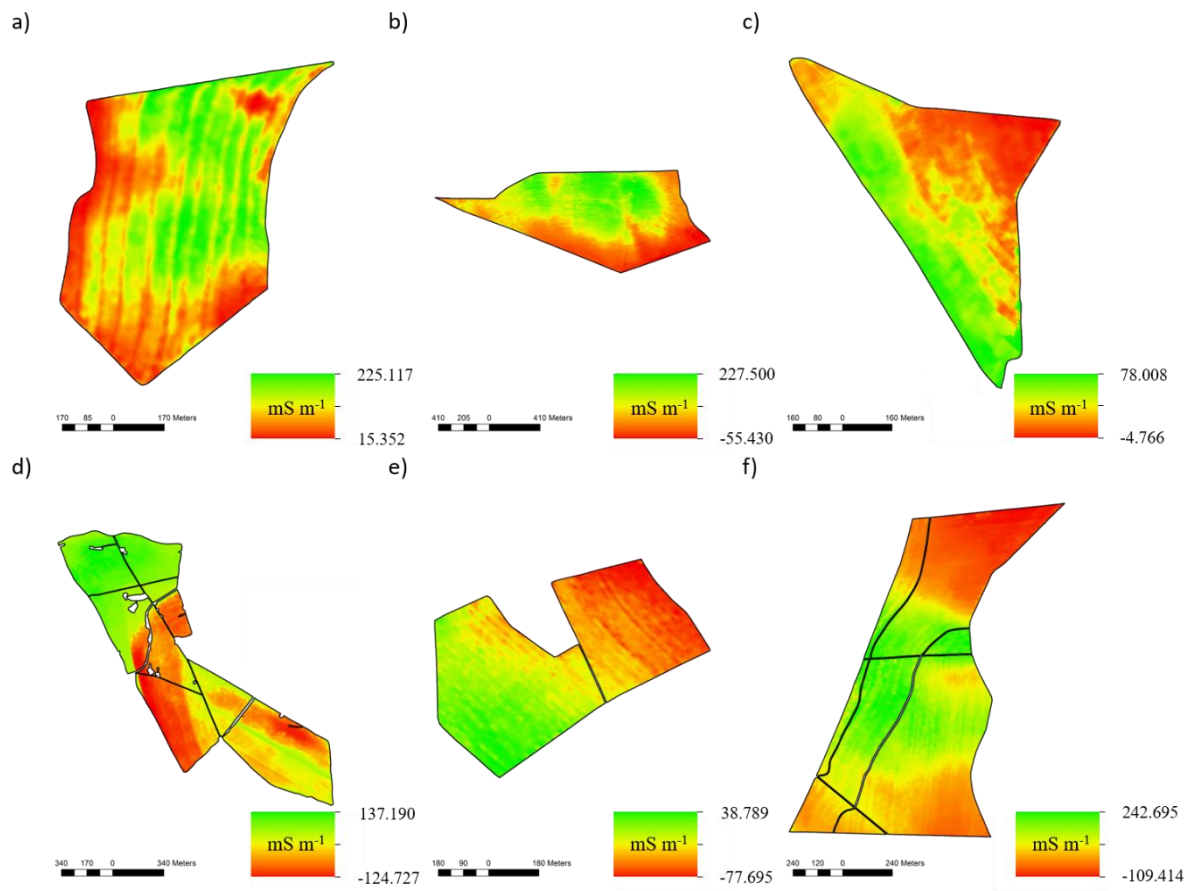 a)
b)
c)
225.117
mS m⁻¹
15.352
170 85 0 170 Meters
227.500
mS m⁻¹
-55.430
410 205 0 410 Meters
78.008
mS m⁻¹
-4.766
160 80 0 160 Meters
d)
e)
f)
137.190
mS m⁻¹
-124.727
340 170 0 340 Meters
38.789
mS m⁻¹
-77.695
180 90 0 180 Meters
242.695
mS m⁻¹
-109.414
240 120 0 240 Meters